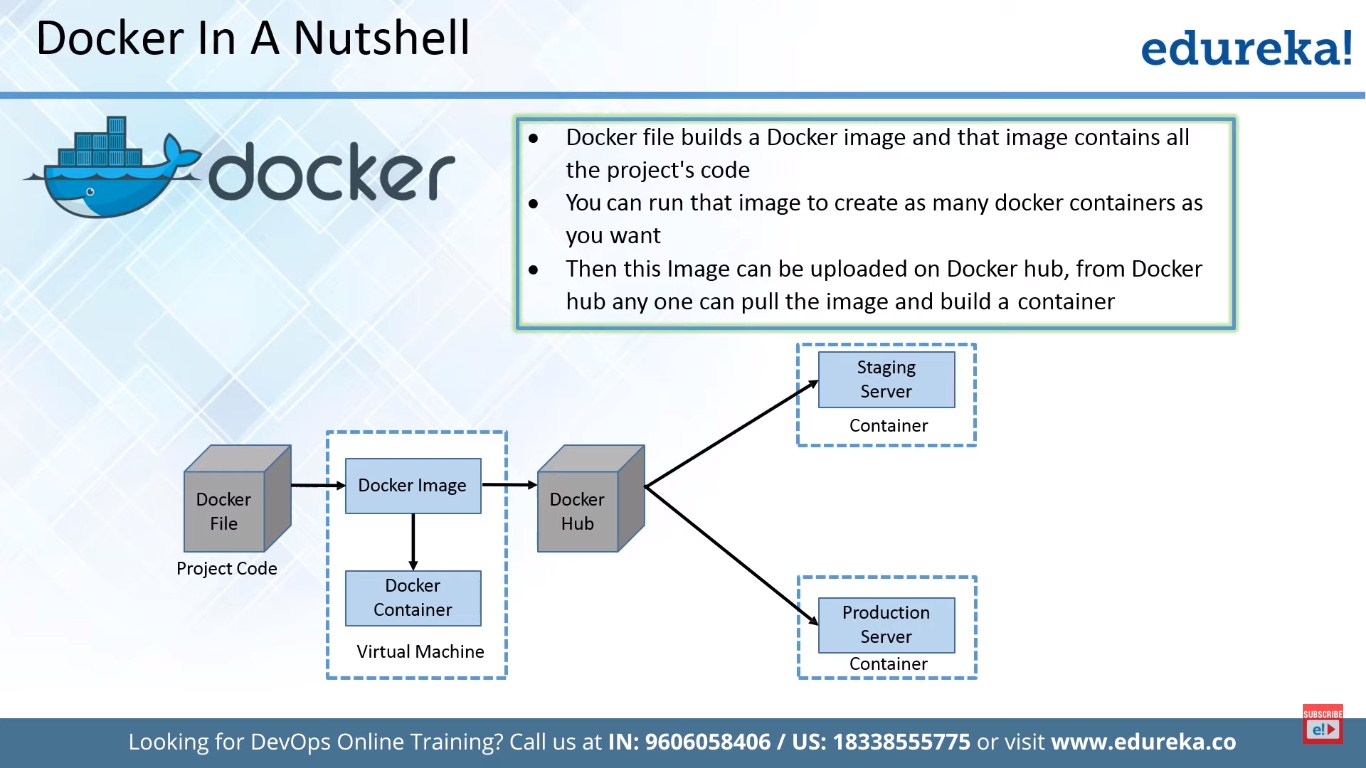 Docker In A Nutshell
edureka!
docker
• Docker file builds a Docker image and that image contains all
the project's code
• You can run that image to create as many docker containers as
you want
• Then this Image can be uploaded on Docker hub, from Docker
hub any one can pull the image and build a container
Staging
Server
Container
Docker
File
Project Code
Docker Image
Docker
Container
Virtual Machine
Docker
Hub
Production
Server
Container
SUBSCRIBE
e!
Looking for DevOps Online Training? Call us at IN: 9606058406 / US: 18338555775 or visit www.edureka.co